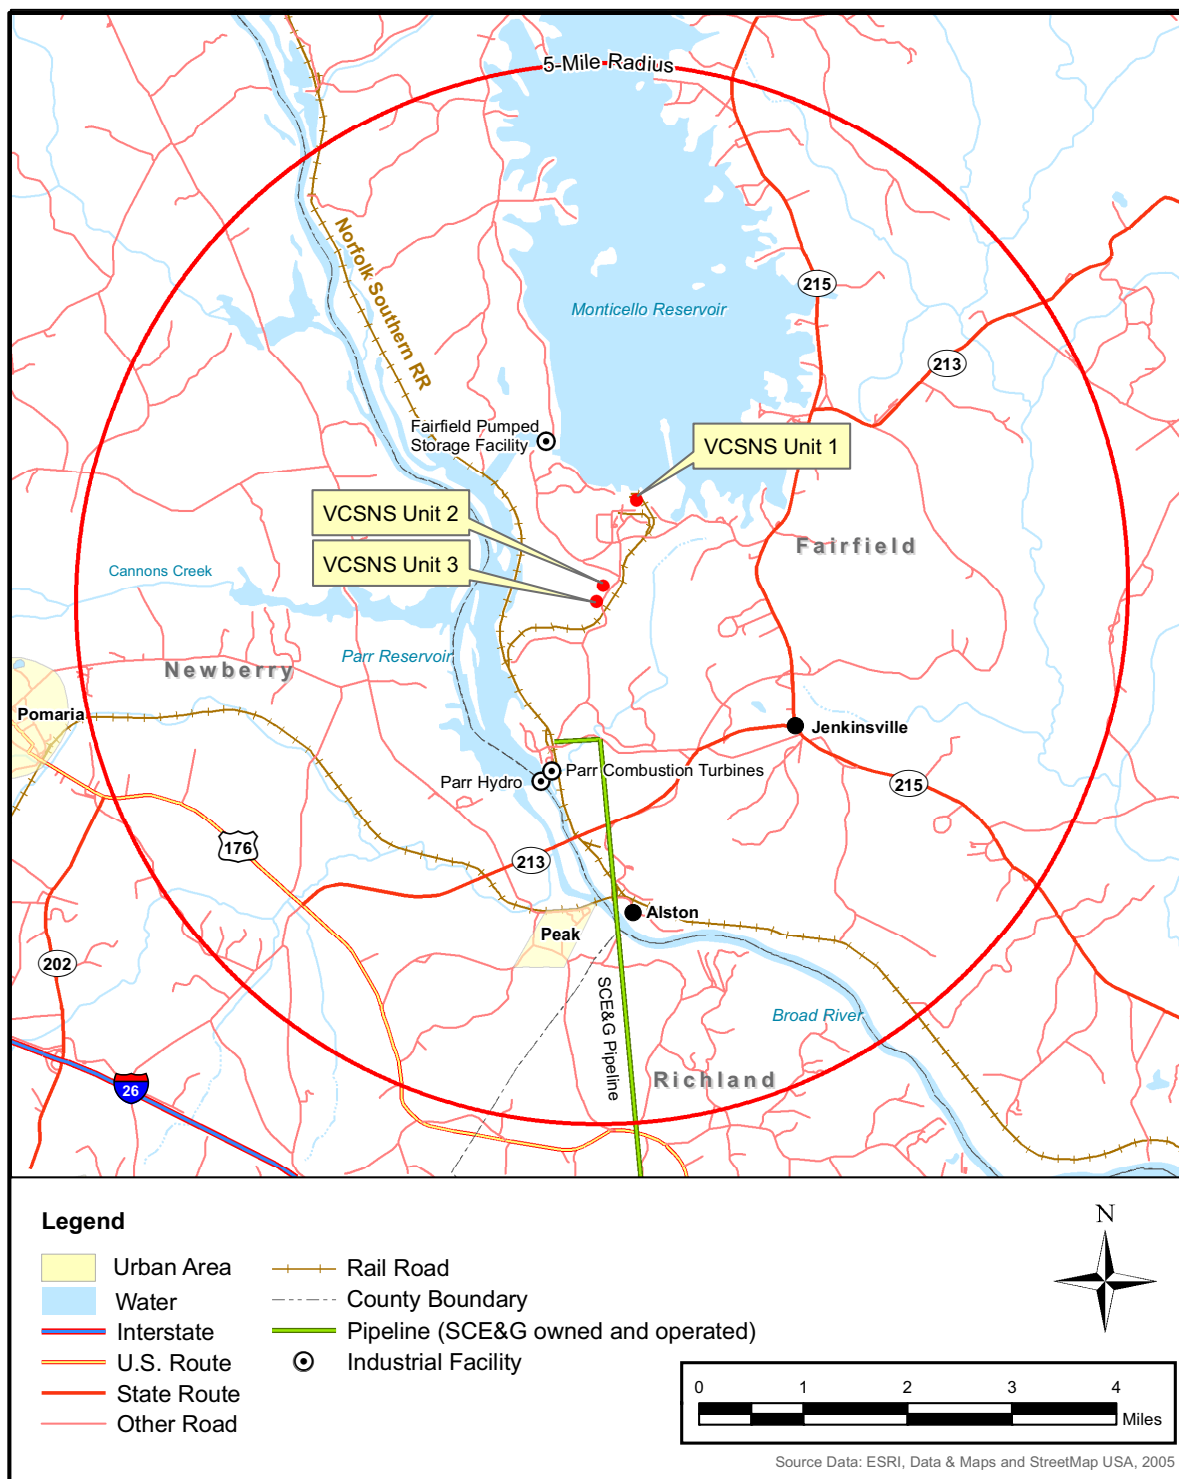 5-Mile Radius
Norfolk Southern RR
215
Monticello Reservoir
213
Fairfield Pumped
Storage Facility
VCSNS Unit 1
VCSNS Unit 2
VCSNS Unit 3
Fairfield
Cannons Creek
Parr Reservoir
Newberry
Pomaria
Jenkinsville
Parr Combustion Turbines
Parr Hydro
215
176
213
Alston
Peak
202
SCE&G Pipeline
Broad River
Richland
26
Legend
Urban Area
Water
Interstate
U.S. Route
State Route
Other Road
Rail Road
County Boundary
Pipeline (SCE&G owned and operated)
Industrial Facility
N
0 1 2 3 4
Miles
Source Data: ESRI, Data & Maps and StreetMap USA, 2005